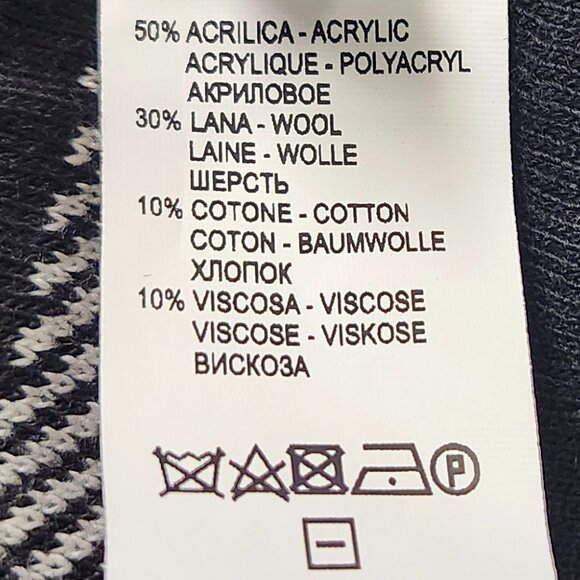 50% ACRILICA - ACRYLIC
ACRYLIQUE - POLYACRYL
АКРИЛОВОЕ
30% LANA - WOOL
LAINE - WOLLE
ШЕРСТЬ
10% COTONE - COTTON
COTON - BAUMWOLLE
ХЛОПОК
10% VISCOSA - VISCOSE
VISCOSE - VISKOSE
ВИСКОЗА
P